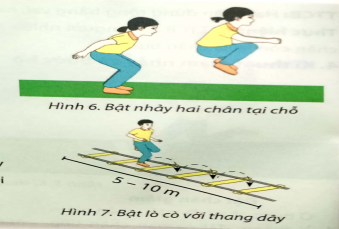 Hình 6. Bật nhảy hai chân tại chỗ
5 – 10 m
Hình 7. Bật lò cò với thang dây